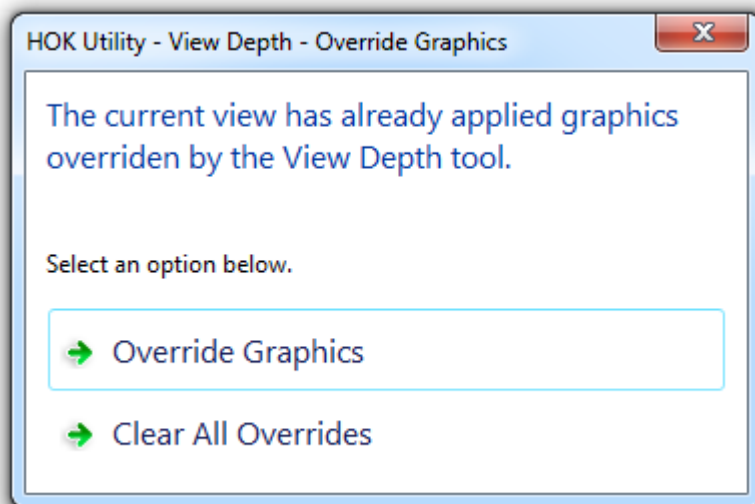 HOK Utility - View Depth - Override Graphics
The current view has already applied graphics
overriden by the View Depth tool.
Select an option below.
Override Graphics
Clear All Overrides